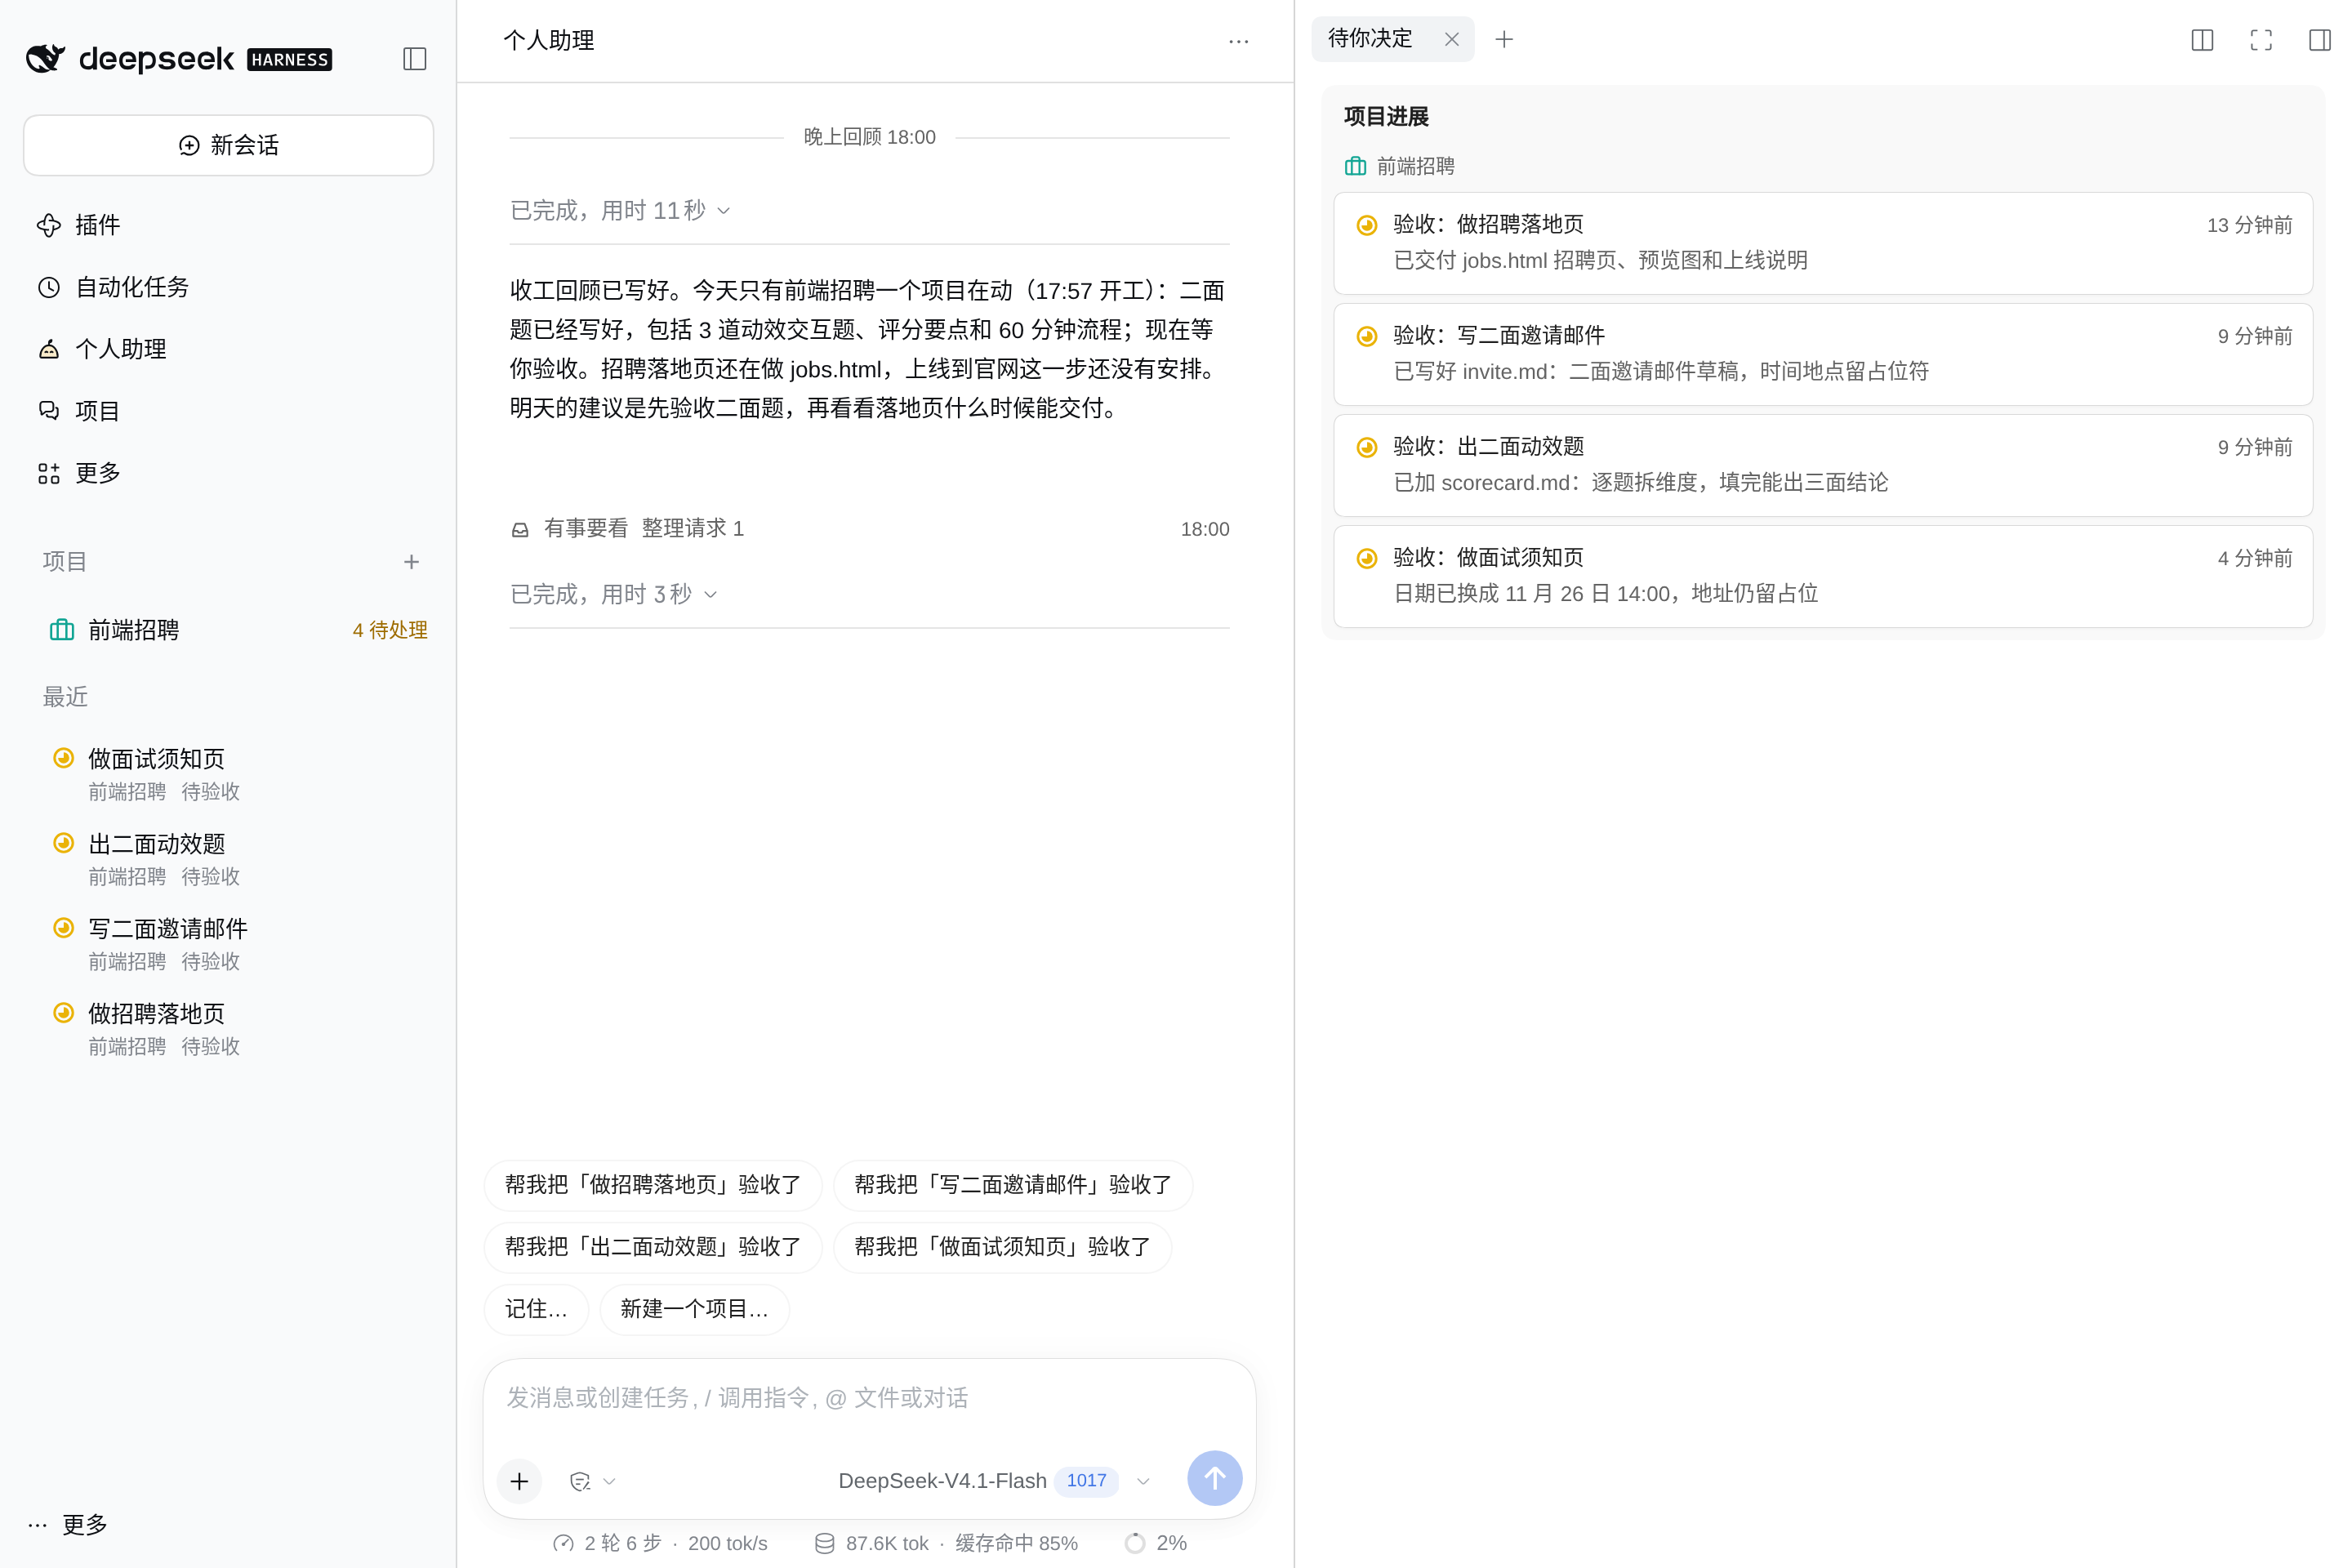 deepseek HARNESS
新会话
插件
自动化任务
个人助理
项目
更多
项目
前端招聘 4 待处理
最近
做面试须知页
前端招聘 待验收
出二面动效题
前端招聘 待验收
写二面邀请邮件
前端招聘 待验收
做招聘落地页
前端招聘 待验收
更多
个人助理
晚上回顾 18:00
已完成，用时 11 秒
收工回顾已写好。今天只有前端招聘一个项目在动（17:57 开工）：二面
题已经写好，包括 3 道动效交互题、评分要点和 60 分钟流程；现在等
你验收。招聘落地页还在做 jobs.html，上线到官网这一步还没有安排。
明天的建议是先验收二面题，再看看落地页什么时候能交付。
有事要看 整理请求 1 18:00
已完成，用时 3 秒
帮我把「做招聘落地页」验收了 帮我把「写二面邀请邮件」验收了
帮我把「出二面动效题」验收了 帮我把「做面试须知页」验收了
记住… 新建一个项目…
发消息或创建任务, / 调用指令, @ 文件或对话
DeepSeek-V4.1-Flash 1017
2 轮 6 步 · 200 tok/s 87.6K tok · 缓存命中 85% 2%
待你决定
项目进展
前端招聘
验收：做招聘落地页 13 分钟前
已交付 jobs.html 招聘页、预览图和上线说明
验收：写二面邀请邮件 9 分钟前
已写好 invite.md：二面邀请邮件草稿，时间地点留占位符
验收：出二面动效题 9 分钟前
已加 scorecard.md：逐题拆维度，填完能出三面结论
验收：做面试须知页 4 分钟前
日期已换成 11 月 26 日 14:00，地址仍留占位